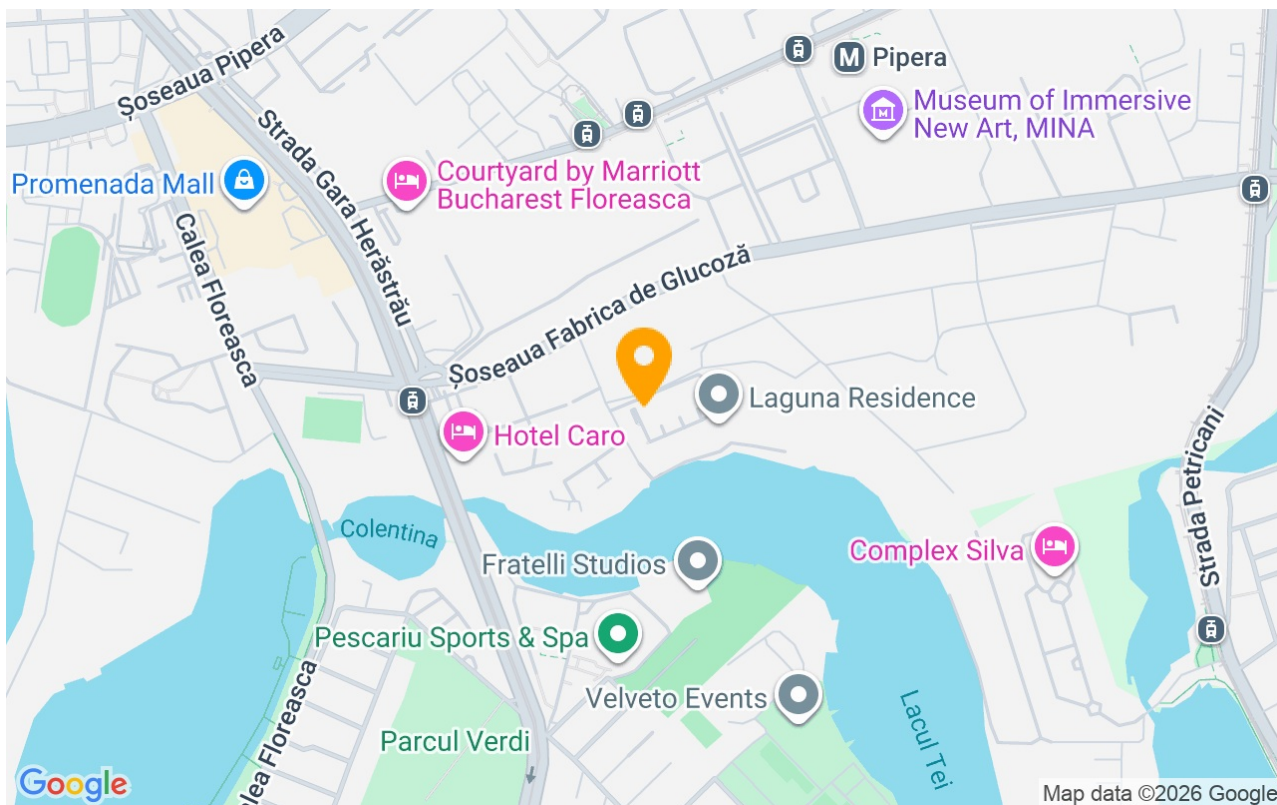 Șoseaua Pipera
Strada Gara Herăstrău
M Pipera
Museum of Immersive
New Art, MINA
Promenada Mall
Courtyard by Marriott
Bucharest Floreasca
Calea Floreasca
Șoseaua Fabrica de Glucoză
Laguna Residence
Hotel Caro
Strada Petricani
Colentina
Fratelli Studios
Complex Silva
Pescariu Sports & Spa
Velveto Events
Lacul Tei
Parcul Verdi
alea Floreasca
Google
Map data ©2026 Google